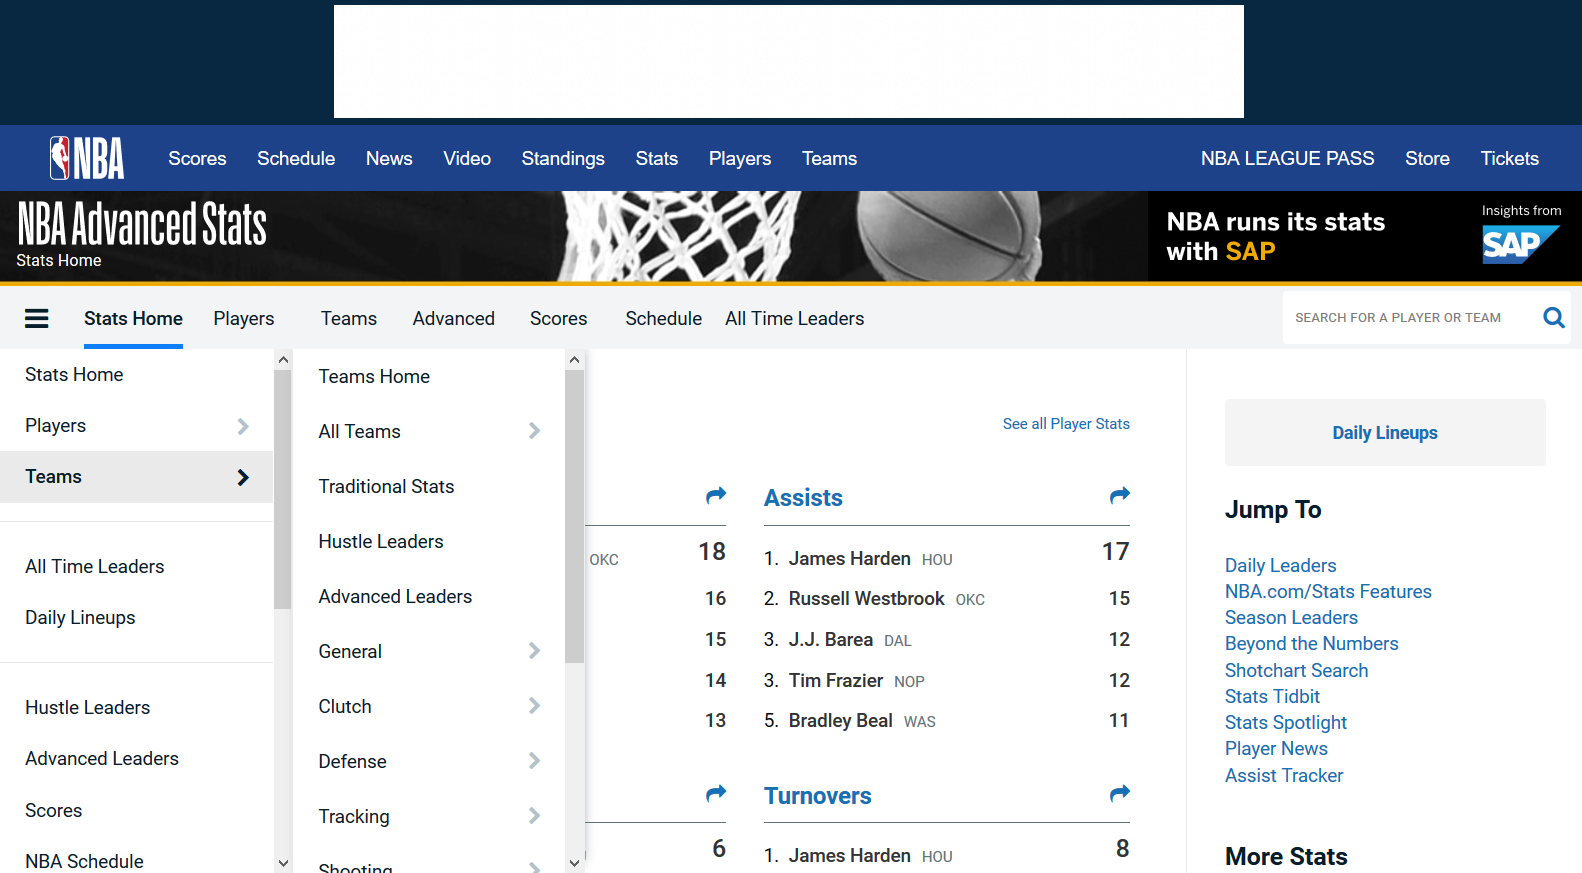 NBA
Scores
Schedule
News
Video
Standings
Stats
Players
Teams
NBA LEAGUE PASS
Store
Tickets
NBA Advanced Stats
Stats Home
NBA runs its stats
with SAP
Insights from
SAP
Stats Home
Players
Teams
Advanced
Scores
Schedule
All Time Leaders
SEARCH FOR A PLAYER OR TEAM
Stats Home
Players
Teams
All Time Leaders
Daily Lineups
Hustle Leaders
Advanced Leaders
Scores
NBA Schedule
Teams Home
All Teams
Traditional Stats
Hustle Leaders
Advanced Leaders
General
Clutch
Defense
Tracking
Shooting
See all Player Stats
OKC 18
16
15
14
13
6
Assists
1. James Harden HOU 17
2. Russell Westbrook OKC 15
3. J.J. Barea DAL 12
3. Tim Frazier NOP 12
5. Bradley Beal WAS 11
Turnovers
1. James Harden HOU 8
Daily Lineups
Jump To
Daily Leaders
NBA.com/Stats Features
Season Leaders
Beyond the Numbers
Shotchart Search
Stats Tidbit
Stats Spotlight
Player News
Assist Tracker
More Stats